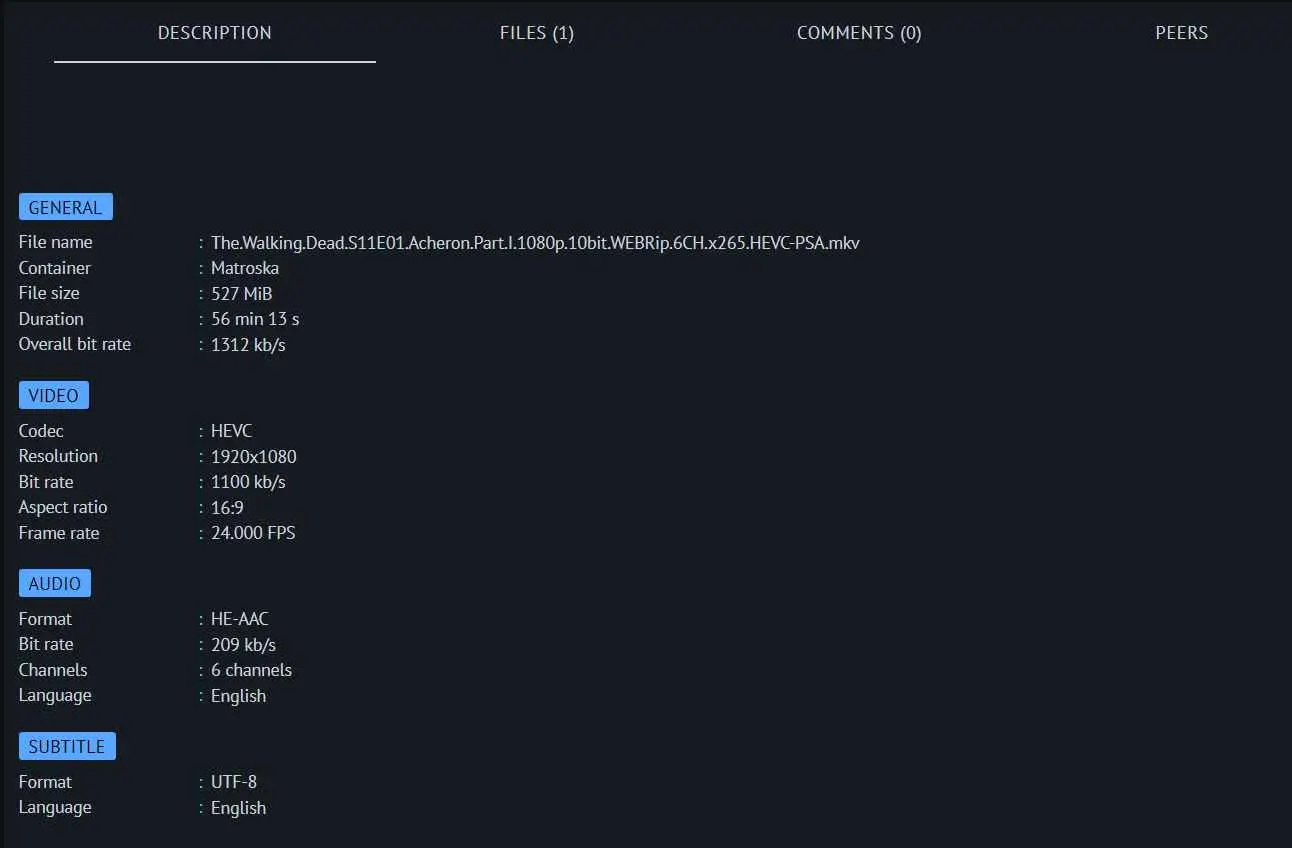 DESCRIPTION FILES (1) COMMENTS (0) PEERS
GENERAL
File name : The.Walking.Dead.S11E01.Acheron.Part.I.1080p.10bit.WEBRip.6CH.x265.HEVC-PSA.mkv
Container : Matroska
File size : 527 MiB
Duration : 56 min 13 s
Overall bit rate : 1312 kb/s
VIDEO
Codec : HEVC
Resolution : 1920x1080
Bit rate : 1100 kb/s
Aspect ratio : 16:9
Frame rate : 24.000 FPS
AUDIO
Format : HE-AAC
Bit rate : 209 kb/s
Channels : 6 channels
Language : English
SUBTITLE
Format : UTF-8
Language : English